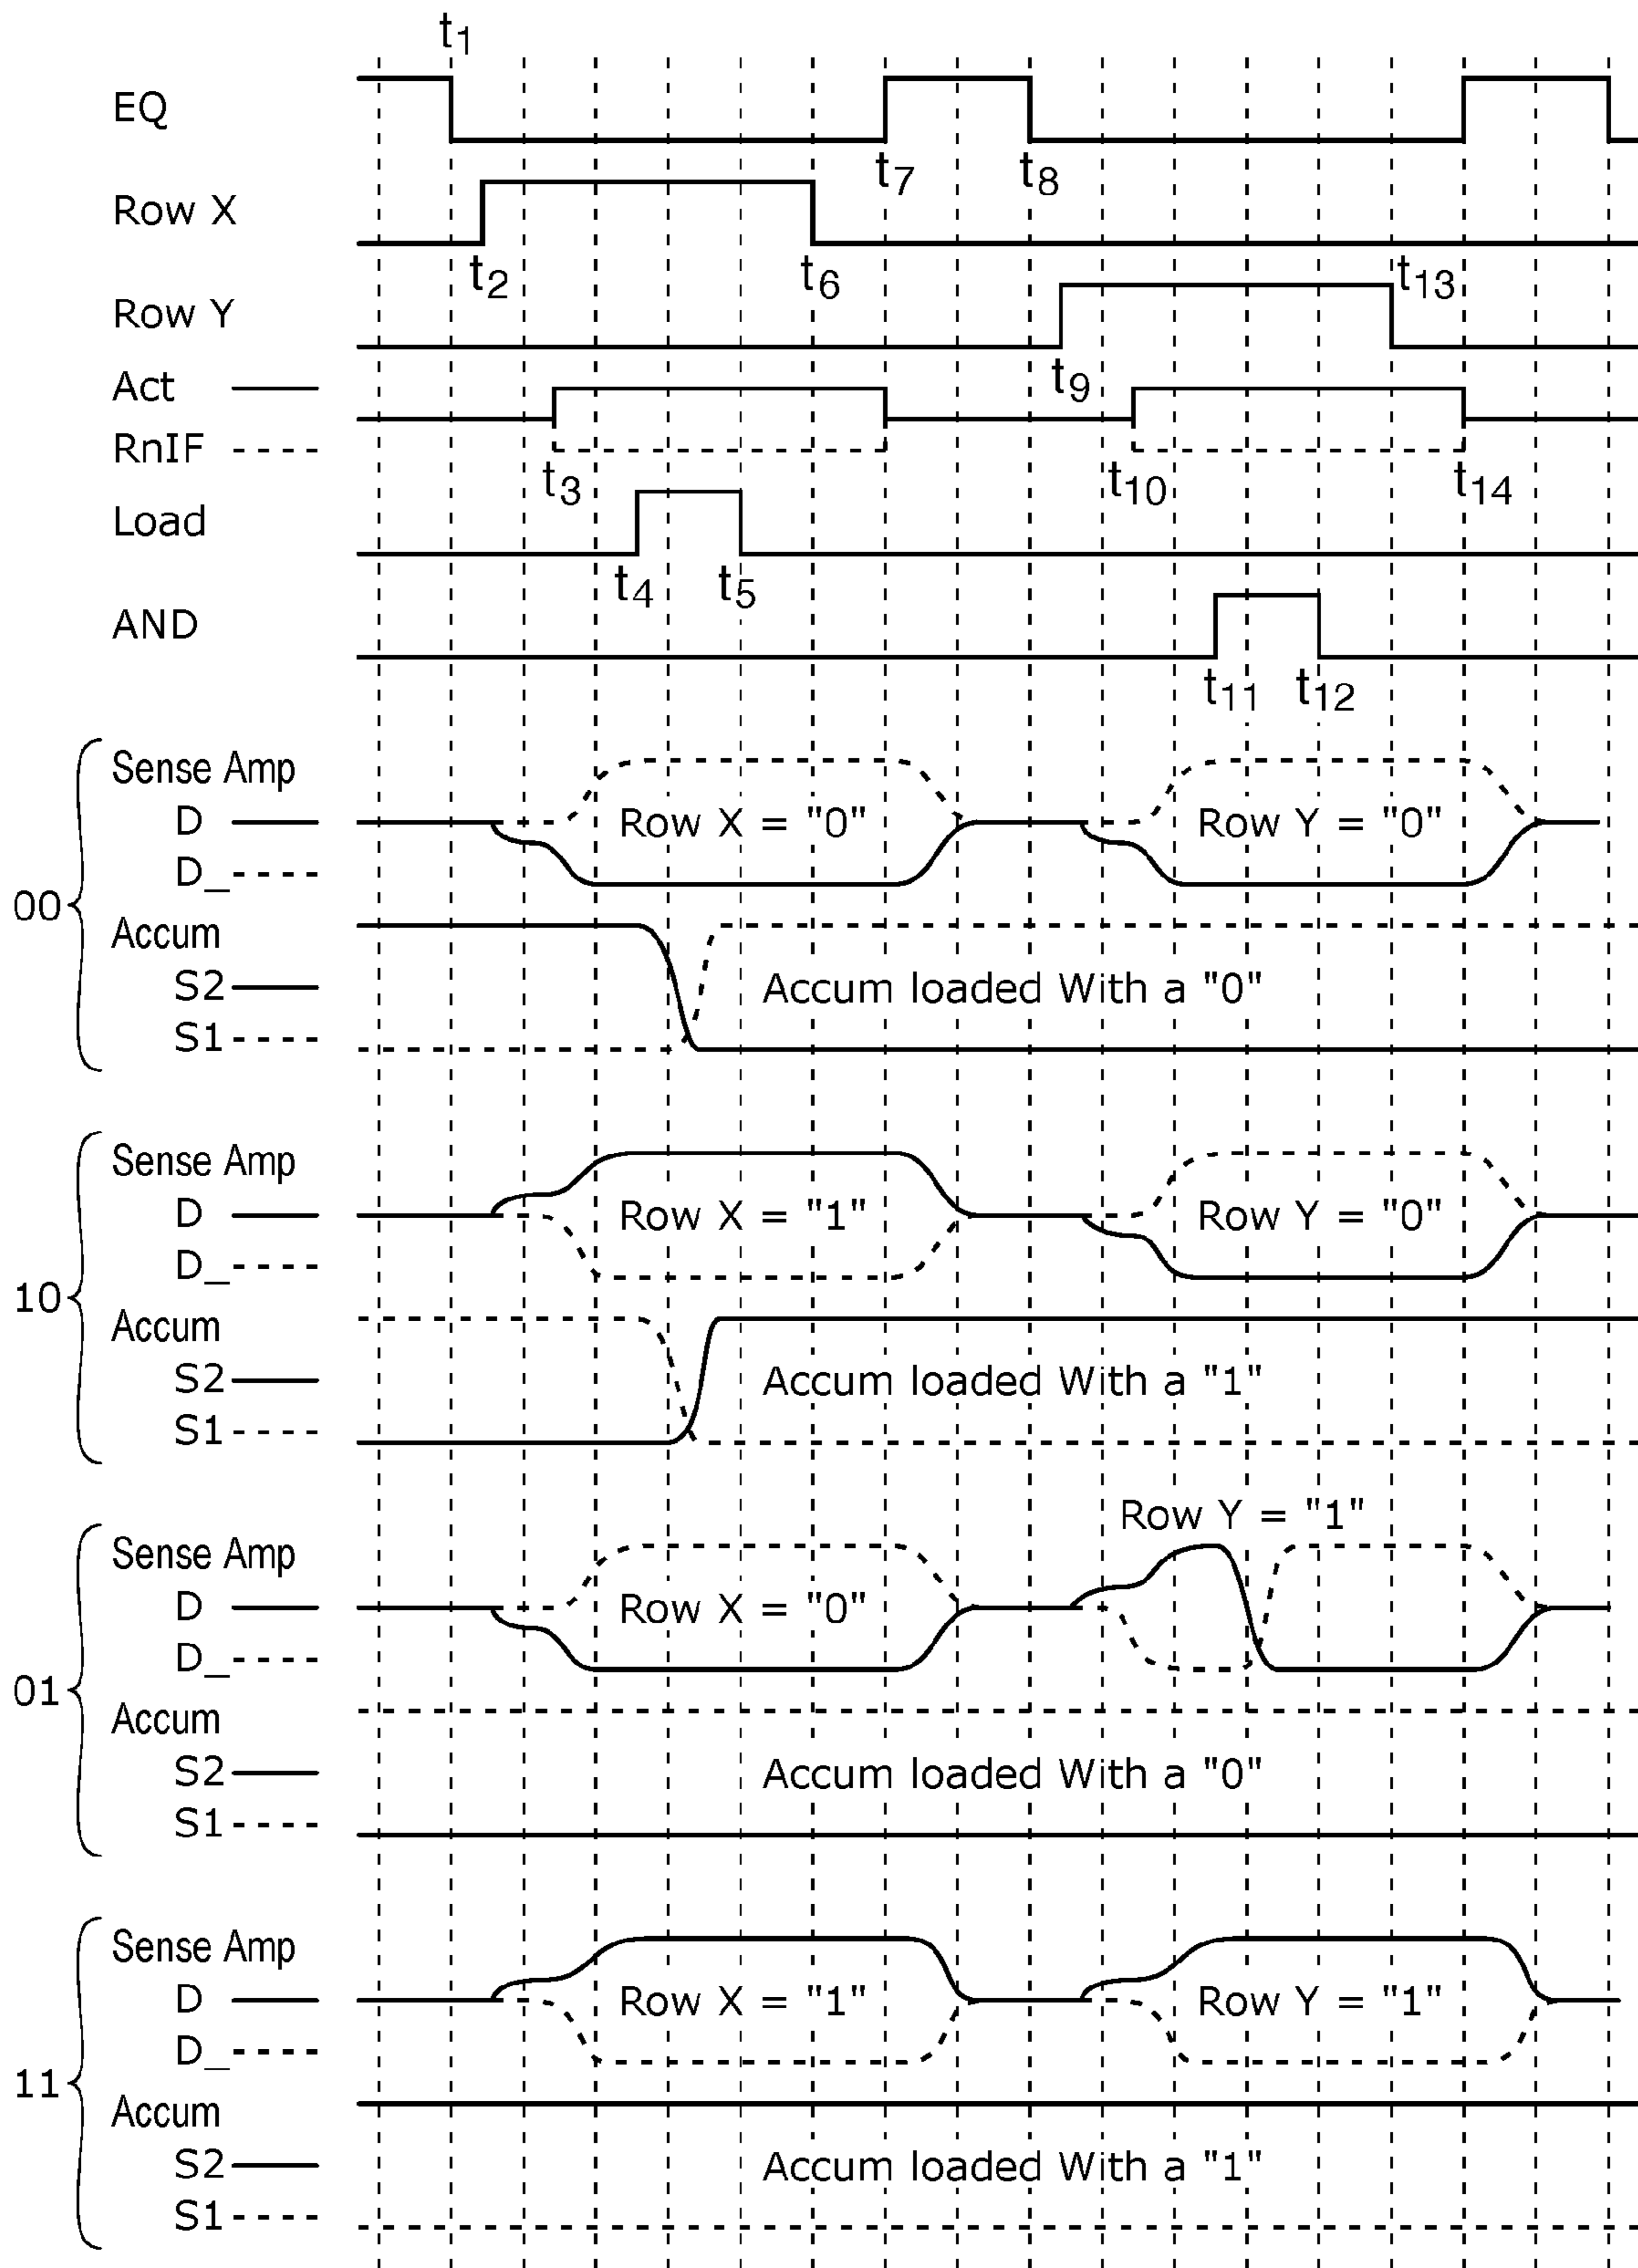 t1
EQ
t7 t8
Row X
t2 t6 t13
Row Y
Act
t9
RnIF
t3 t10 t14
Load
t4 t5
AND
t11 t12
00
Sense Amp
D Row X = "0" Row Y = "0"
D_
Accum
S2 Accum loaded With a "0"
S1
10
Sense Amp
D Row X = "1" Row Y = "0"
D_
Accum
S2 Accum loaded With a "1"
S1
01
Row Y = "1"
Sense Amp
D Row X = "0"
D_
Accum
S2 Accum loaded With a "0"
S1
11
Sense Amp
D Row X = "1" Row Y = "1"
D_
Accum
S2 Accum loaded With a "1"
S1